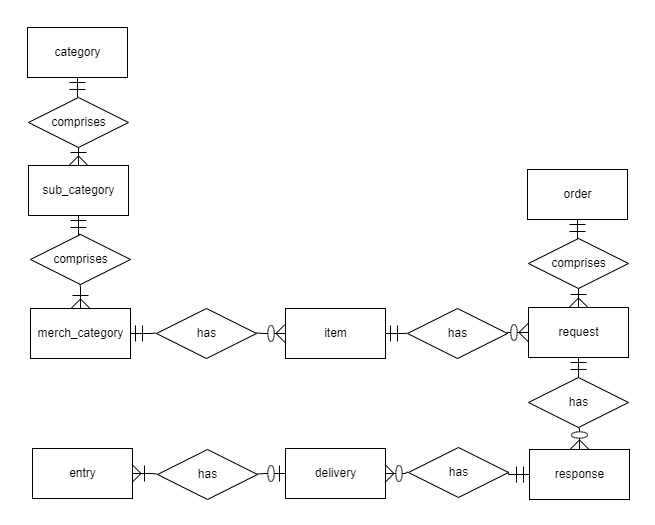 category
comprises
sub_category
order
comprises
comprises
merch_category
has
item
has
request
has
entry
has
delivery
has
response